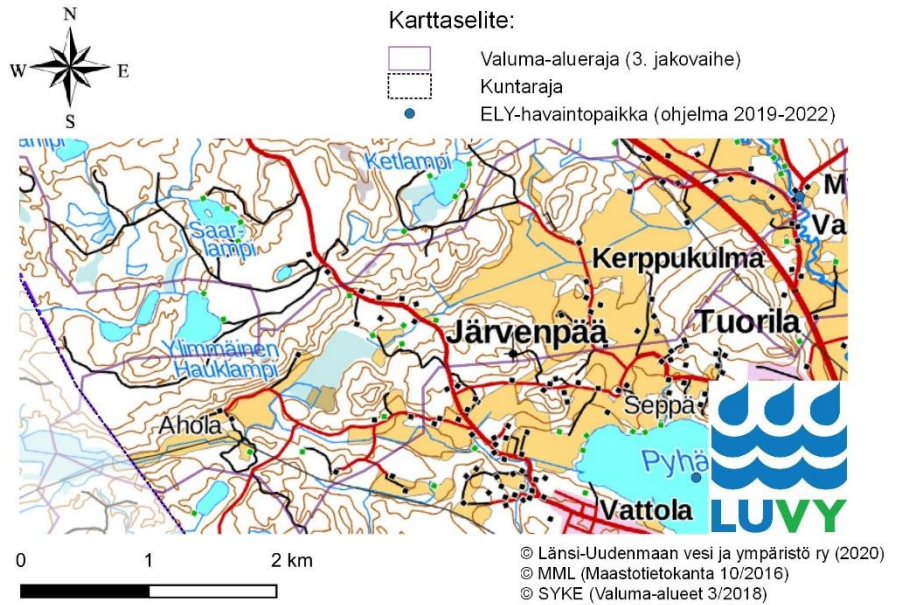 N
W
E
S
Karttaselite:
Valuma-alueraja (3. jakovaihe)
Kuntaraja
ELY-havaintopaikka (ohjelma 2019-2022)
Ketlampi
Saar-
lampi
M
Va
Kerppukulma
Järvenpää
Tuorila
Ylimmäinen
Hauklampi
Ahola
Seppä
Pyhä
Vattola
LUVY
0 1 2 km
© Länsi-Uudenmaan vesi ja ympäristö ry (2020)
© MML (Maastotietokanta 10/2016)
© SYKE (Valuma-alueet 3/2018)